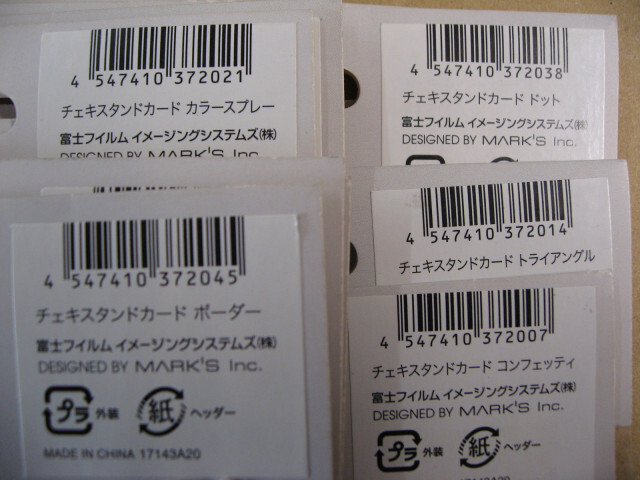 4 547410 372021
チェキスタンドカード カラースプレー
富士フイルム イメージングシステムズ(株)
DESIGNED BY MARK'S Inc.
4 547410 372038
チェキスタンドカード ドット
富士フイルム イメージングシステムズ(株)
DESIGNED BY MARK'S Inc.
4 547410 372045
チェキスタンドカード ボーダー
富士フイルム イメージングシステムズ(株)
DESIGNED BY MARK'S Inc.
プラ 外装 紙 ヘッダー
MADE IN CHINA 17143A20
4 547410 372014
チェキスタンドカード トライアングル
4 547410 372007
チェキスタンドカード コンフェッティ
富士フイルム イメージングシステムズ(株)
DESIGNED BY MARK'S Inc.
プラ 外装 紙 ヘッダー